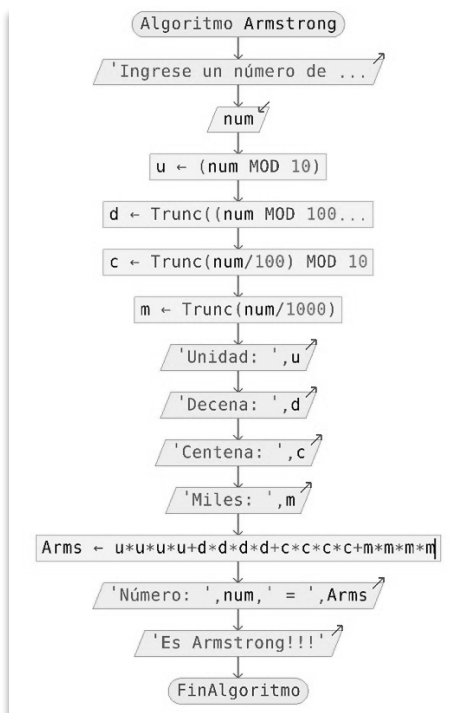 Algoritmo Armstrong
'Ingrese un número de ...
num
u ← (num MOD 10)
d ← Trunc((num MOD 100...
c ← Trunc(num/100) MOD 10
m ← Trunc(num/1000)
'Unidad: ',u
'Decena: ',d
'Centena: ',c
'Miles: ',m
Arms ← u*u*u*u+d*d*d*d+c*c*c*c+m*m*m*m
'Número: ',num,' = ',Arms
'Es Armstrong!!!'
FinAlgoritmo